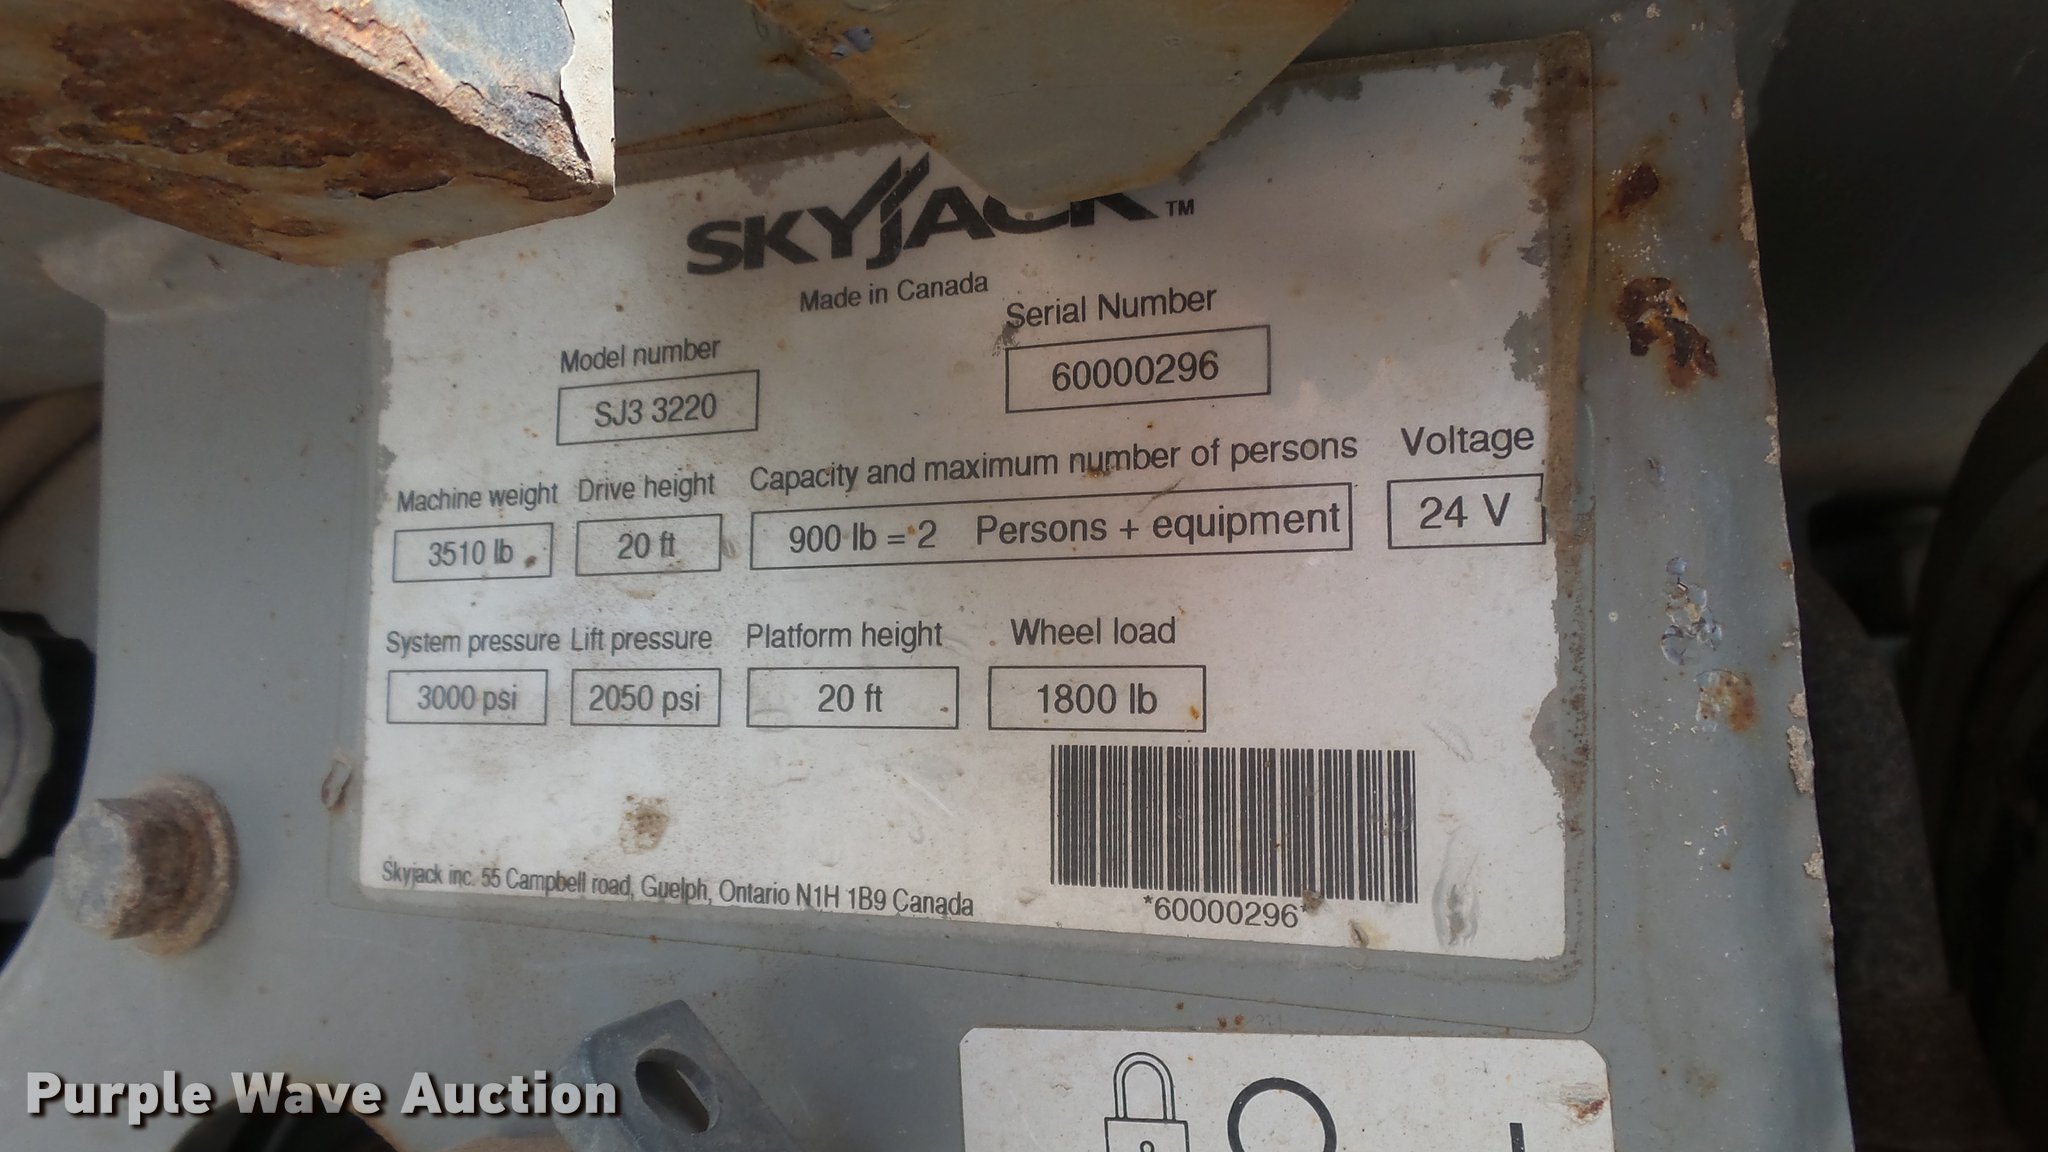 SKYJACK™
Made in Canada
Model number
SJ3 3220
Serial Number
60000296
Machine weight
3510 lb
Drive height
20 ft
Capacity and maximum number of persons
900 lb = 2 Persons + equipment
Voltage
24 V
System pressure
3000 psi
Lift pressure
2050 psi
Platform height
20 ft
Wheel load
1800 lb
*60000296*
Skyjack inc. 55 Campbell road, Guelph, Ontario N1H 1B9 Canada
Purple Wave Auction